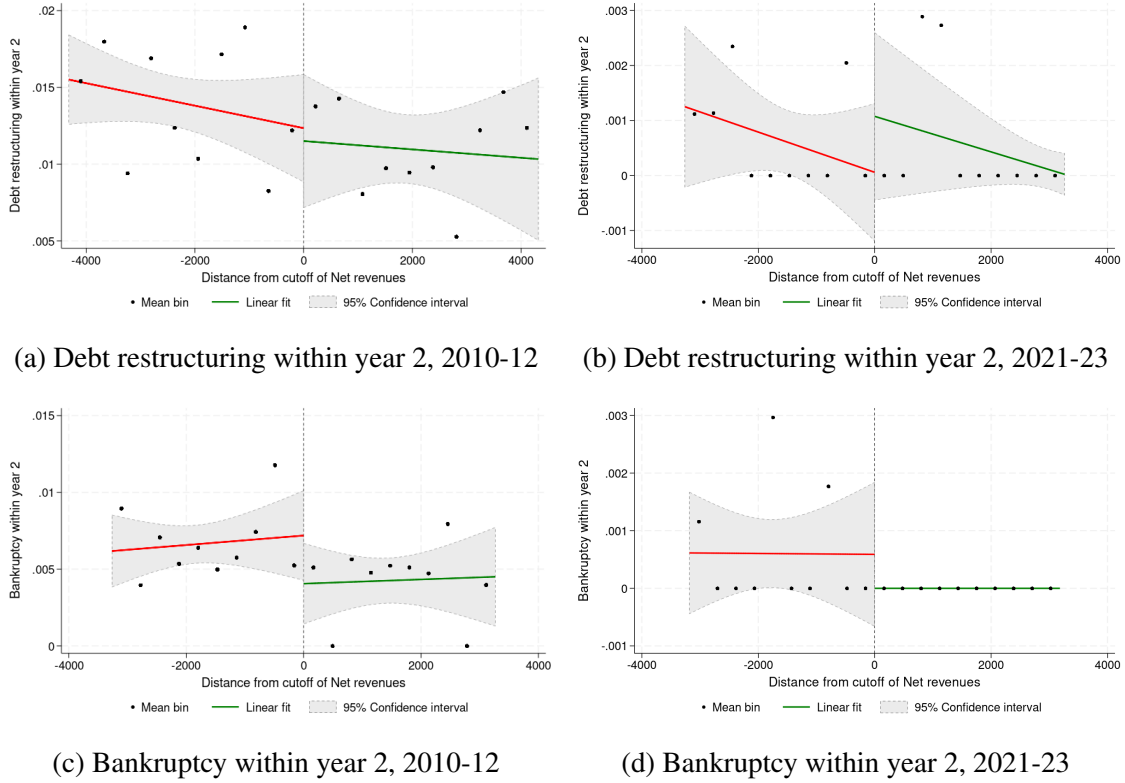 Debt restructuring within year 2
.02
.015
.01
.005
-4000 -2000 0 2000 4000
Distance from cutoff of Net revenues
Mean bin Linear fit 95% Confidence interval
(a) Debt restructuring within year 2, 2010-12
Debt restructuring within year 2
.003
.002
.001
0
-.001
-4000 -2000 0 2000 4000
Distance from cutoff of Net revenues
Mean bin Linear fit 95% Confidence interval
(b) Debt restructuring within year 2, 2021-23
Bankruptcy within year 2
.015
.01
.005
0
-4000 -2000 0 2000 4000
Distance from cutoff of Net revenues
Mean bin Linear fit 95% Confidence interval
(c) Bankruptcy within year 2, 2010-12
Bankruptcy within year 2
.003
.002
.001
0
-.001
-4000 -2000 0 2000 4000
Distance from cutoff of Net revenues
Mean bin Linear fit 95% Confidence interval
(d) Bankruptcy within year 2, 2021-23